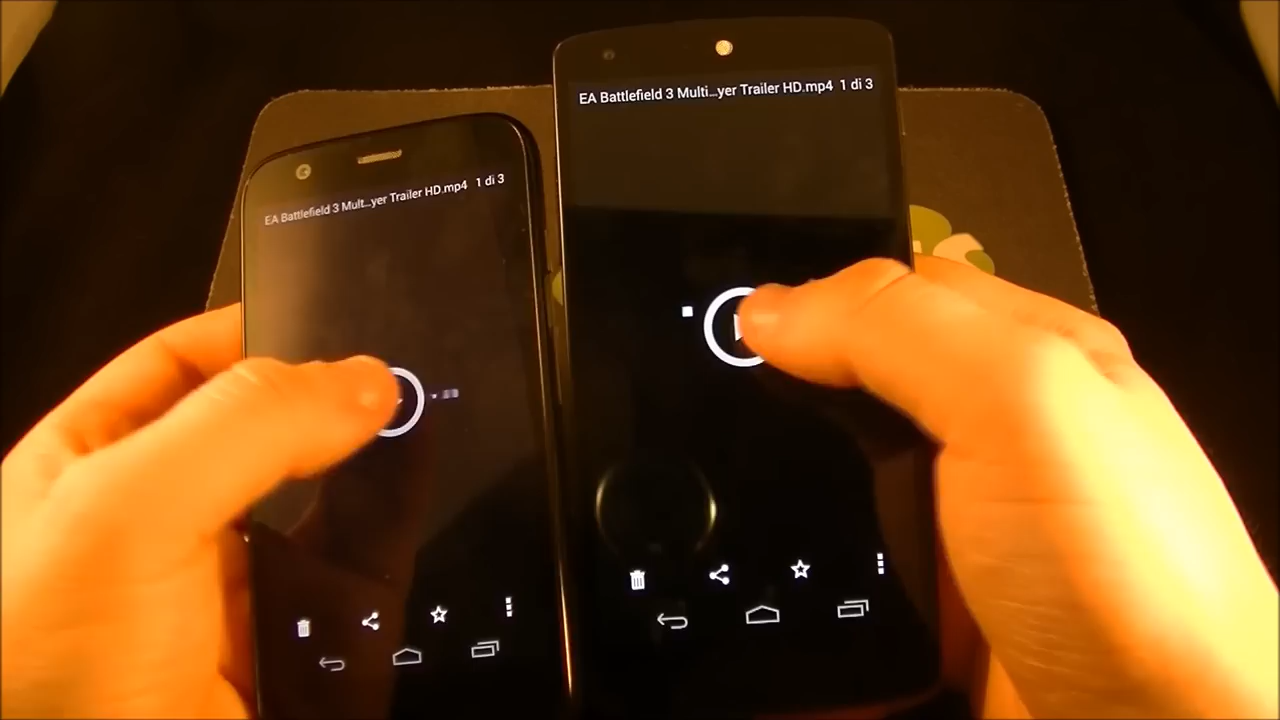 EA Battlefield 3 Mult...yer Trailer HD.mp4 1 di 3
EA Battlefield 3 Multi...yer Trailer HD.mp4 1 di 3